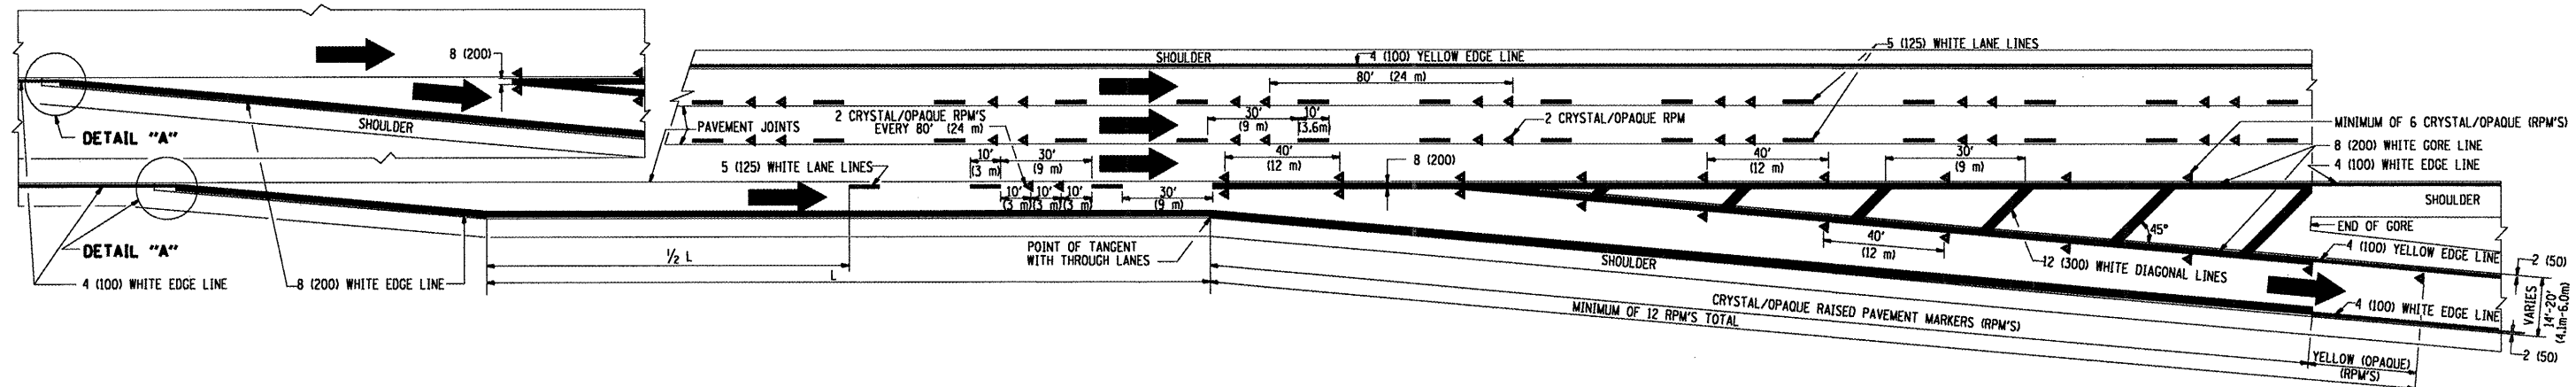 8 (200)
DETAIL "A"
SHOULDER
DETAIL "A"
4 (100) WHITE EDGE LINE
8 (200) WHITE EDGE LINE
SHOULDER
4 (100) YELLOW EDGE LINE
80' (24 m)
5 (125) WHITE LANE LINES
PAVEMENT JOINTS
2 CRYSTAL/OPAQUE RPM'S
EVERY 80' (24 m)
30'
(9 m)
10'
(3.6m)
2 CRYSTAL/OPAQUE RPM
5 (125) WHITE LANE LINES
10'
(3 m)
30'
(9 m)
10'
(3 m)
10'
(3 m)
10'
(3 m)
30'
(9 m)
40'
(12 m)
8 (200)
40'
(12 m)
30'
(9 m)
MINIMUM OF 6 CRYSTAL/OPAQUE (RPM'S)
8 (200) WHITE GORE LINE
4 (100) WHITE EDGE LINE
SHOULDER
END OF GORE
45°
40'
(12 m)
12 (300) WHITE DIAGONAL LINES
4 (100) YELLOW EDGE LINE
2 (50)
VARIES
14'-20'
(4.1m-6.0m)
4 (100) WHITE EDGE LINE
2 (50)
½ L
L
POINT OF TANGENT
WITH THROUGH LANES
SHOULDER
CRYSTAL/OPAQUE RAISED PAVEMENT MARKERS (RPM'S)
MINIMUM OF 12 RPM'S TOTAL
YELLOW (OPAQUE)
(RPM'S)